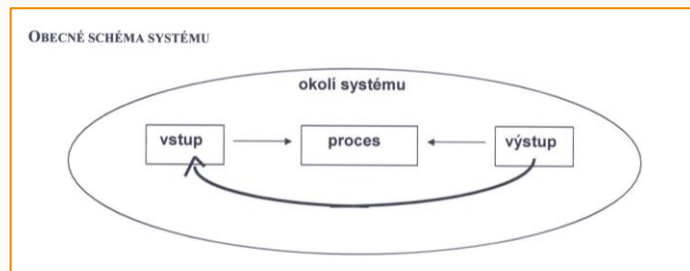 OBECNÉ SCHÉMA SYSTÉMU
okolí systému
vstup
proces
výstup